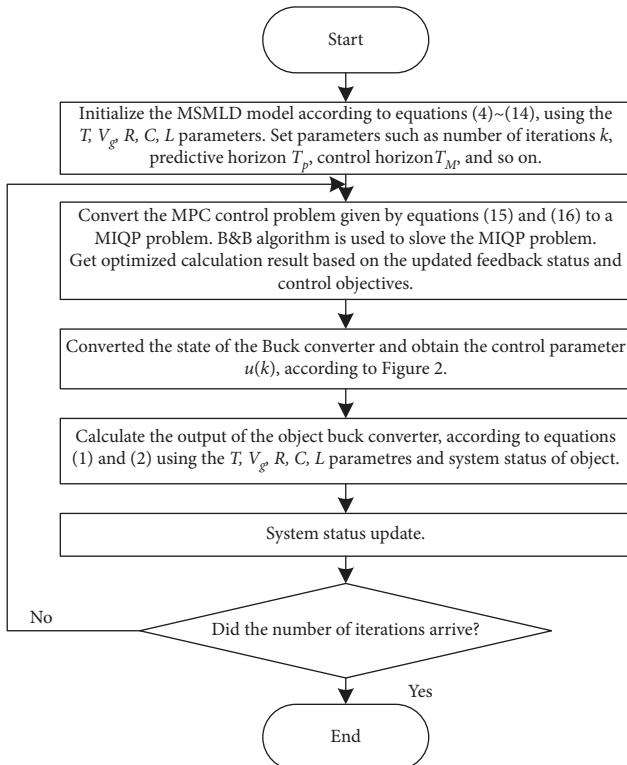 Start
Initialize the MSMLD model according to equations (4)~(14), using the
T, Vg, R, C, L parameters. Set parameters such as number of iterations k,
predictive horizon Tp, control horizon TM, and so on.
Convert the MPC control problem given by equations (15) and (16) to a
MIQP problem. B&B algorithm is used to slove the MIQP problem.
Get optimized calculation result based on the updated feedback status and
control objectives.
Converted the state of the Buck converter and obtain the control parameter
u(k), according to Figure 2.
Calculate the output of the object buck converter, according to equations
(1) and (2) using the T, Vg, R, C, L parametres and system status of object.
System status update.
No
Did the number of iterations arrive?
Yes
End